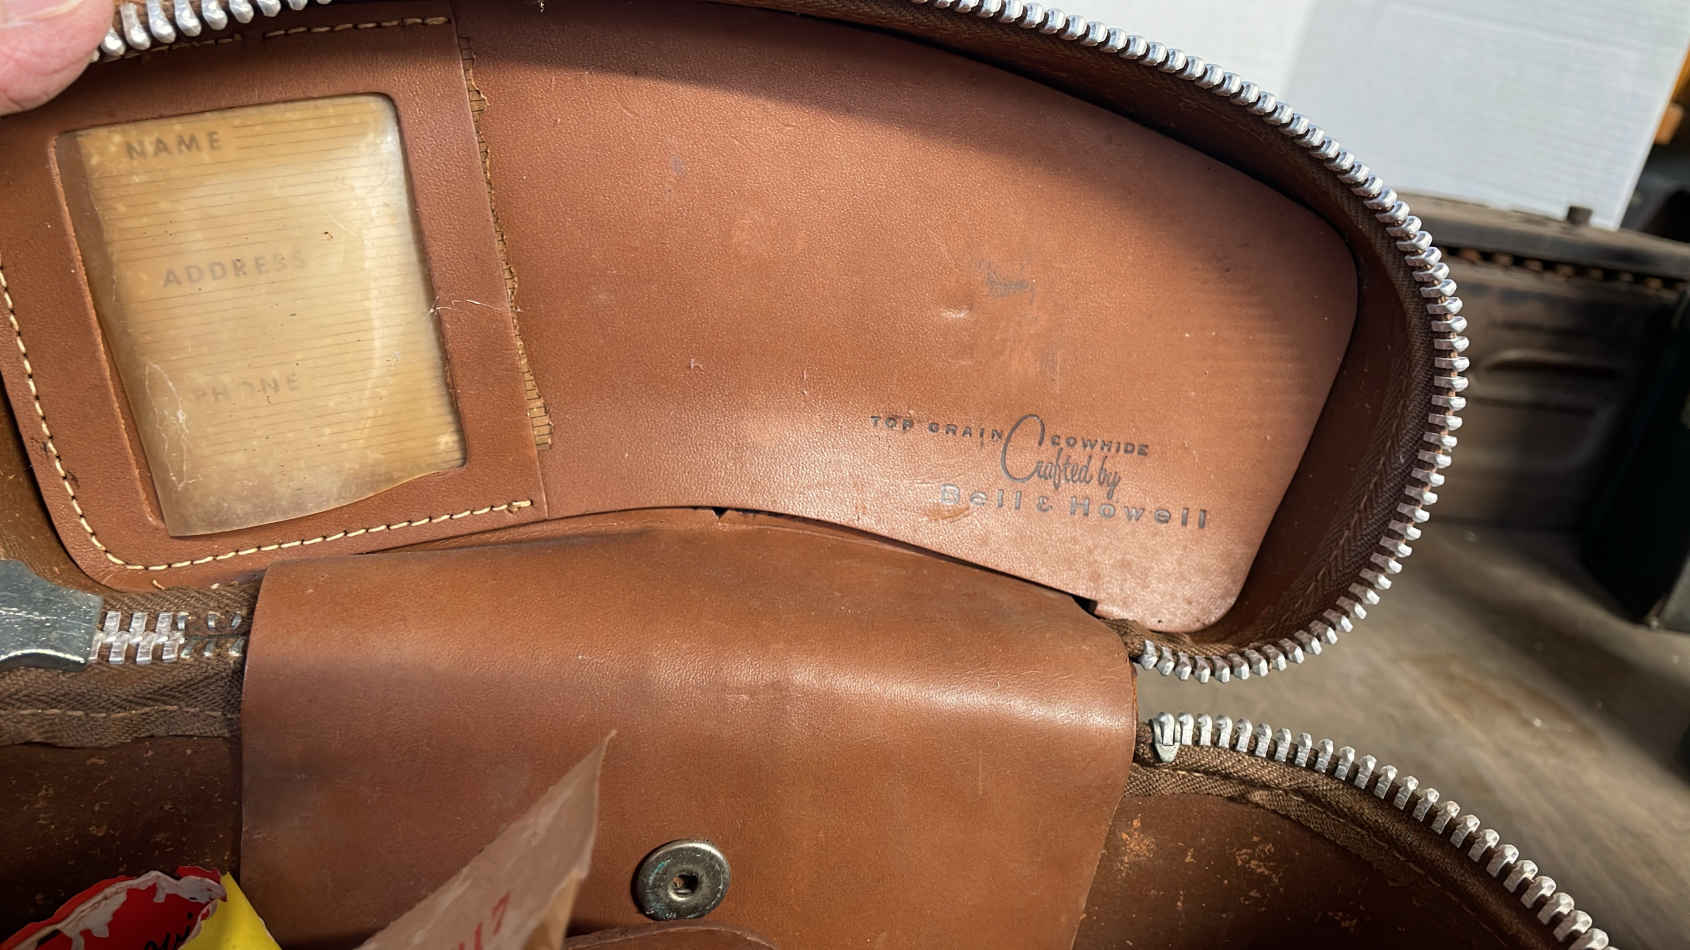 NAME
ADDRESS
PHONE
TOP GRAIN COWHIDE
Crafted by
Bell & Howell